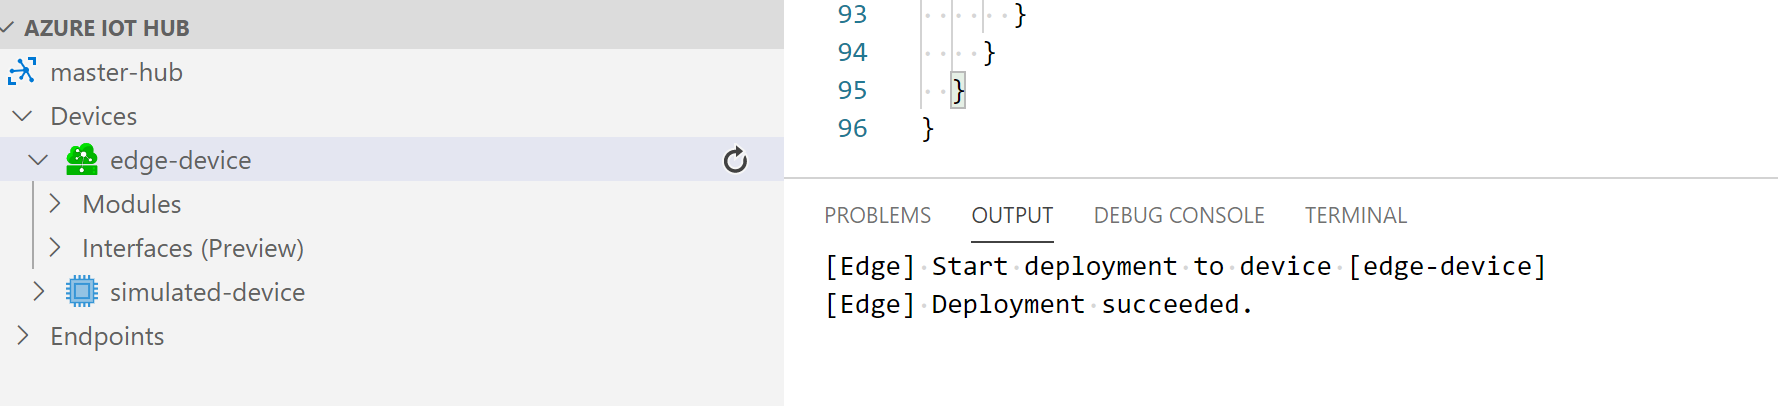 AZURE IOT HUB
master-hub
Devices
edge-device
Modules
Interfaces (Preview)
simulated-device
Endpoints
93 }
94 }
95 }
96 }
PROBLEMS OUTPUT DEBUG CONSOLE TERMINAL
[Edge] Start deployment to device [edge-device]
[Edge] Deployment succeeded.